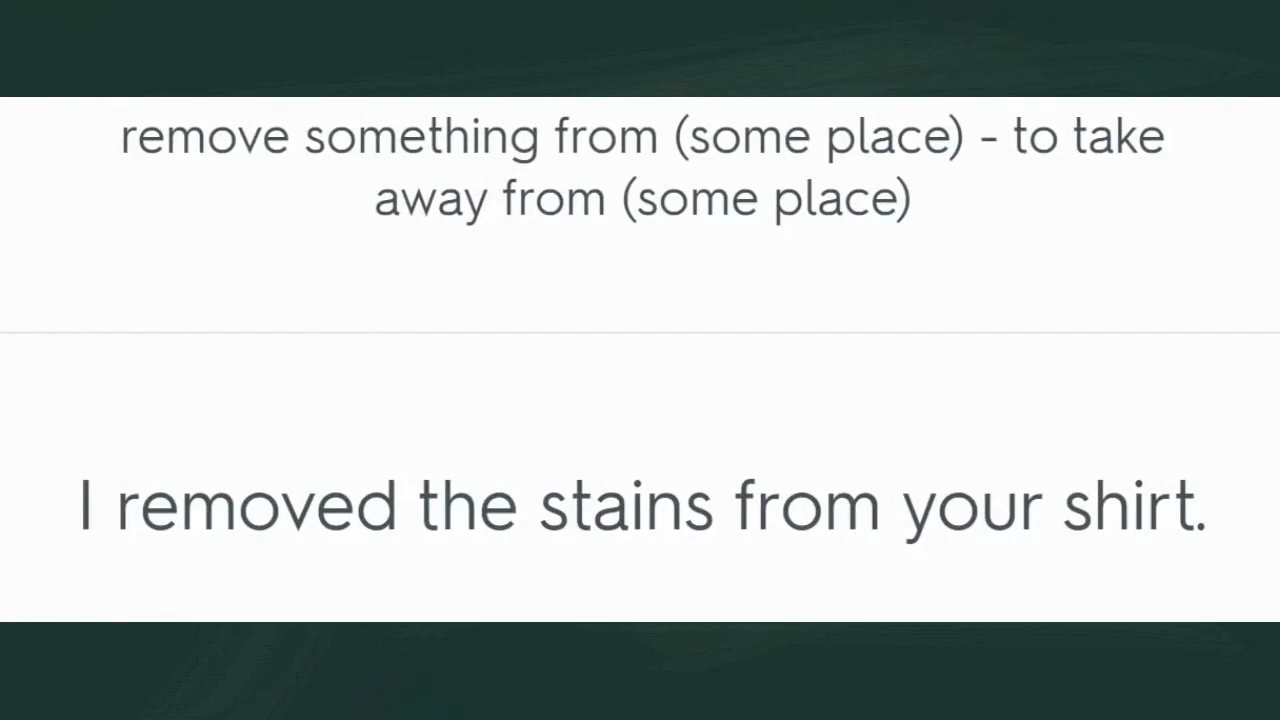 remove something from (some place) - to take
away from (some place)
I removed the stains from your shirt.